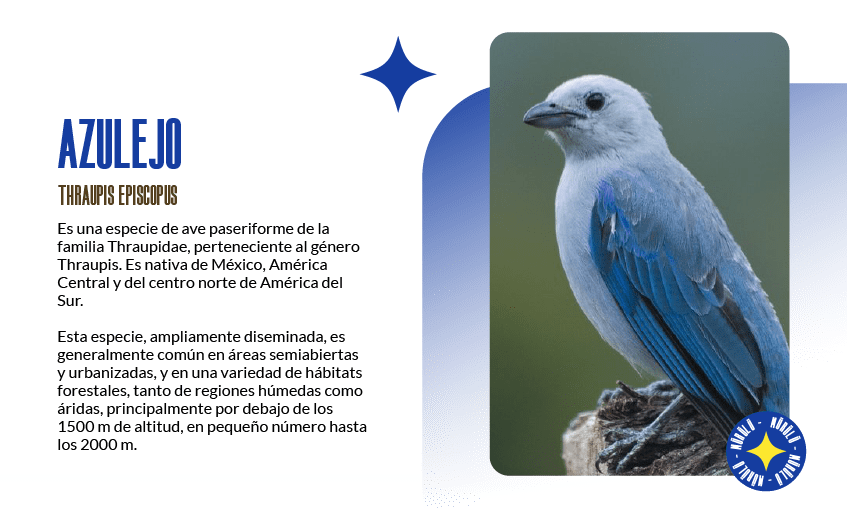 AZULEJO
THRAUPIS EPISCOPUS
Es una especie de ave paseriforme de la
familia Thraupidae, perteneciente al género
Thraupis. Es nativa de México, América
Central y del centro norte de América del
Sur.
Esta especie, ampliamente diseminada, es
generalmente común en áreas semiabiertas
y urbanizadas, y en una variedad de hábitats
forestales, tanto de regiones húmedas como
áridas, principalmente por debajo de los
1500 m de altitud, en pequeño número hasta
los 2000 m.